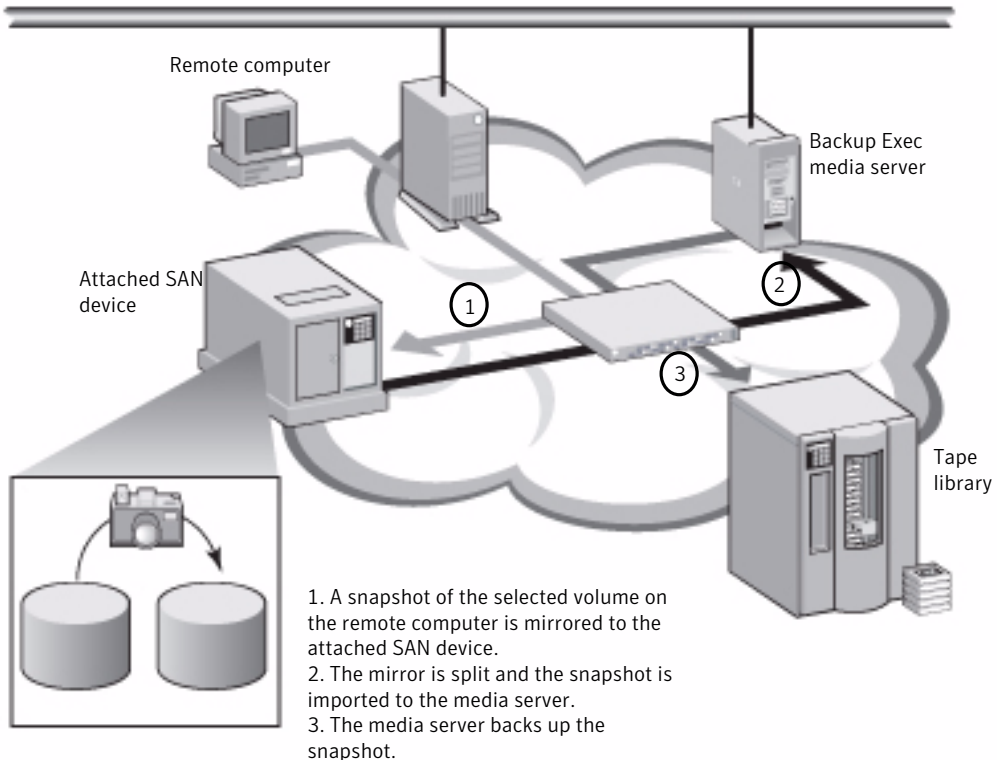 Remote computer
Backup Exec
media server
Attached SAN
device
1
2
3
Tape
library
1. A snapshot of the selected volume on
the remote computer is mirrored to the
attached SAN device.
2. The mirror is split and the snapshot is
imported to the media server.
3. The media server backs up the
snapshot.